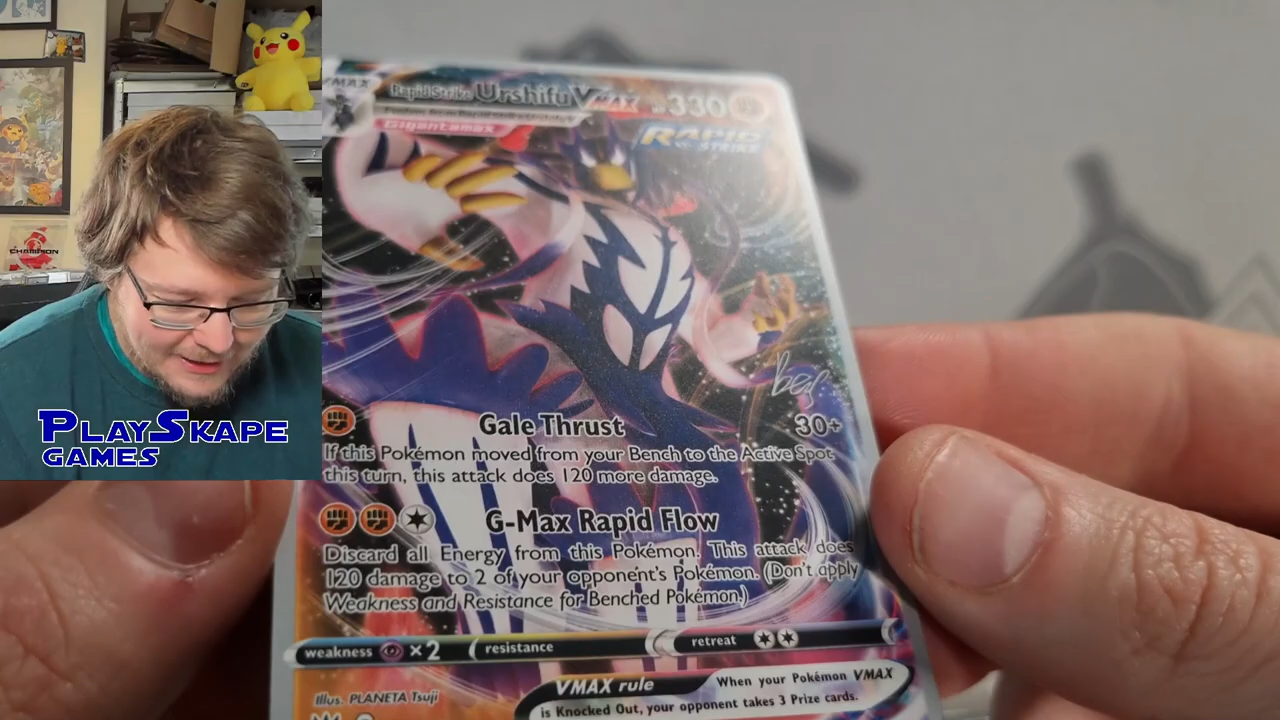 CHAMPION
PLAYSKAPE
GAMES
VMAX
Rapid Strike Urshifu VMAX 330
Gigantamax
RAPID
STRIKE
Gale Thrust 30+
If this Pokémon moved from your Bench to the Active Spot
this turn, this attack does 120 more damage.
G-Max Rapid Flow
Discard all Energy from this Pokémon. This attack does
120 damage to 2 of your opponent's Pokémon. (Don't apply
Weakness and Resistance for Benched Pokémon.)
weakness ×2 resistance retreat
Illus. PLANETA Tsuji
VMAX rule When your Pokémon VMAX
is Knocked Out, your opponent takes 3 Prize cards.